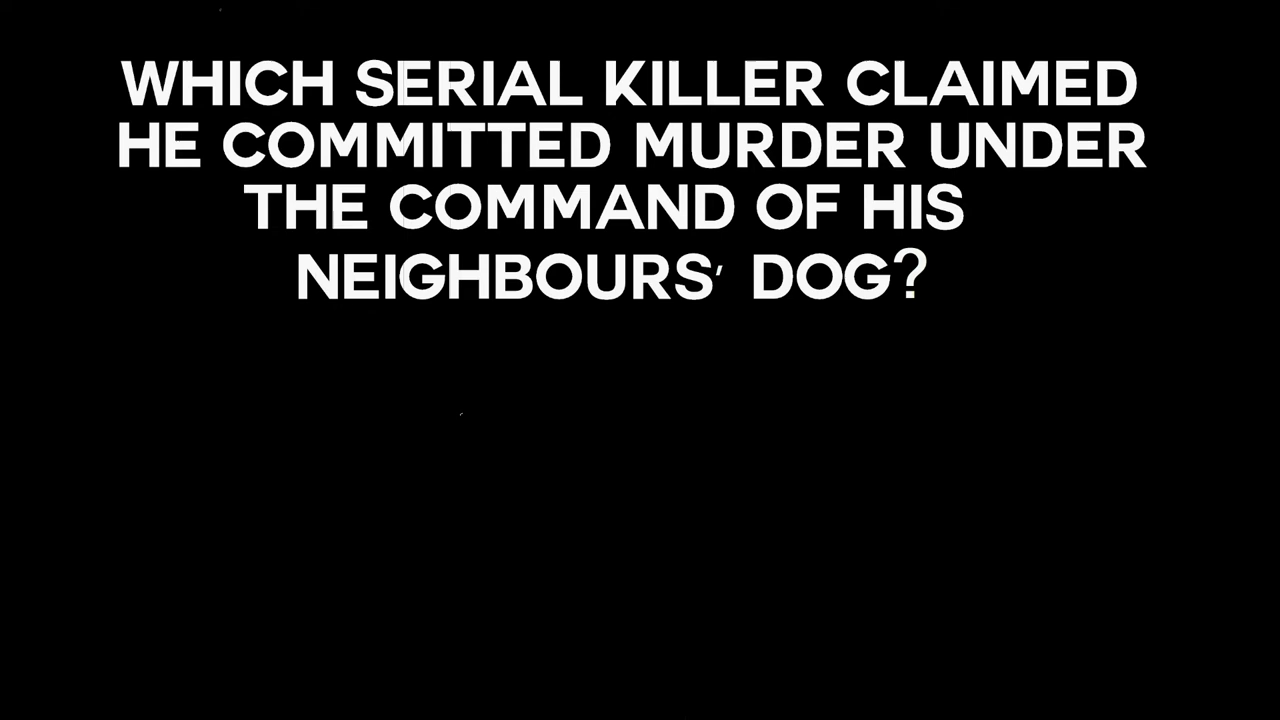 WHICH SERIAL KILLER CLAIMED
HE COMMITTED MURDER UNDER
THE COMMAND OF HIS
NEIGHBOURS' DOG?